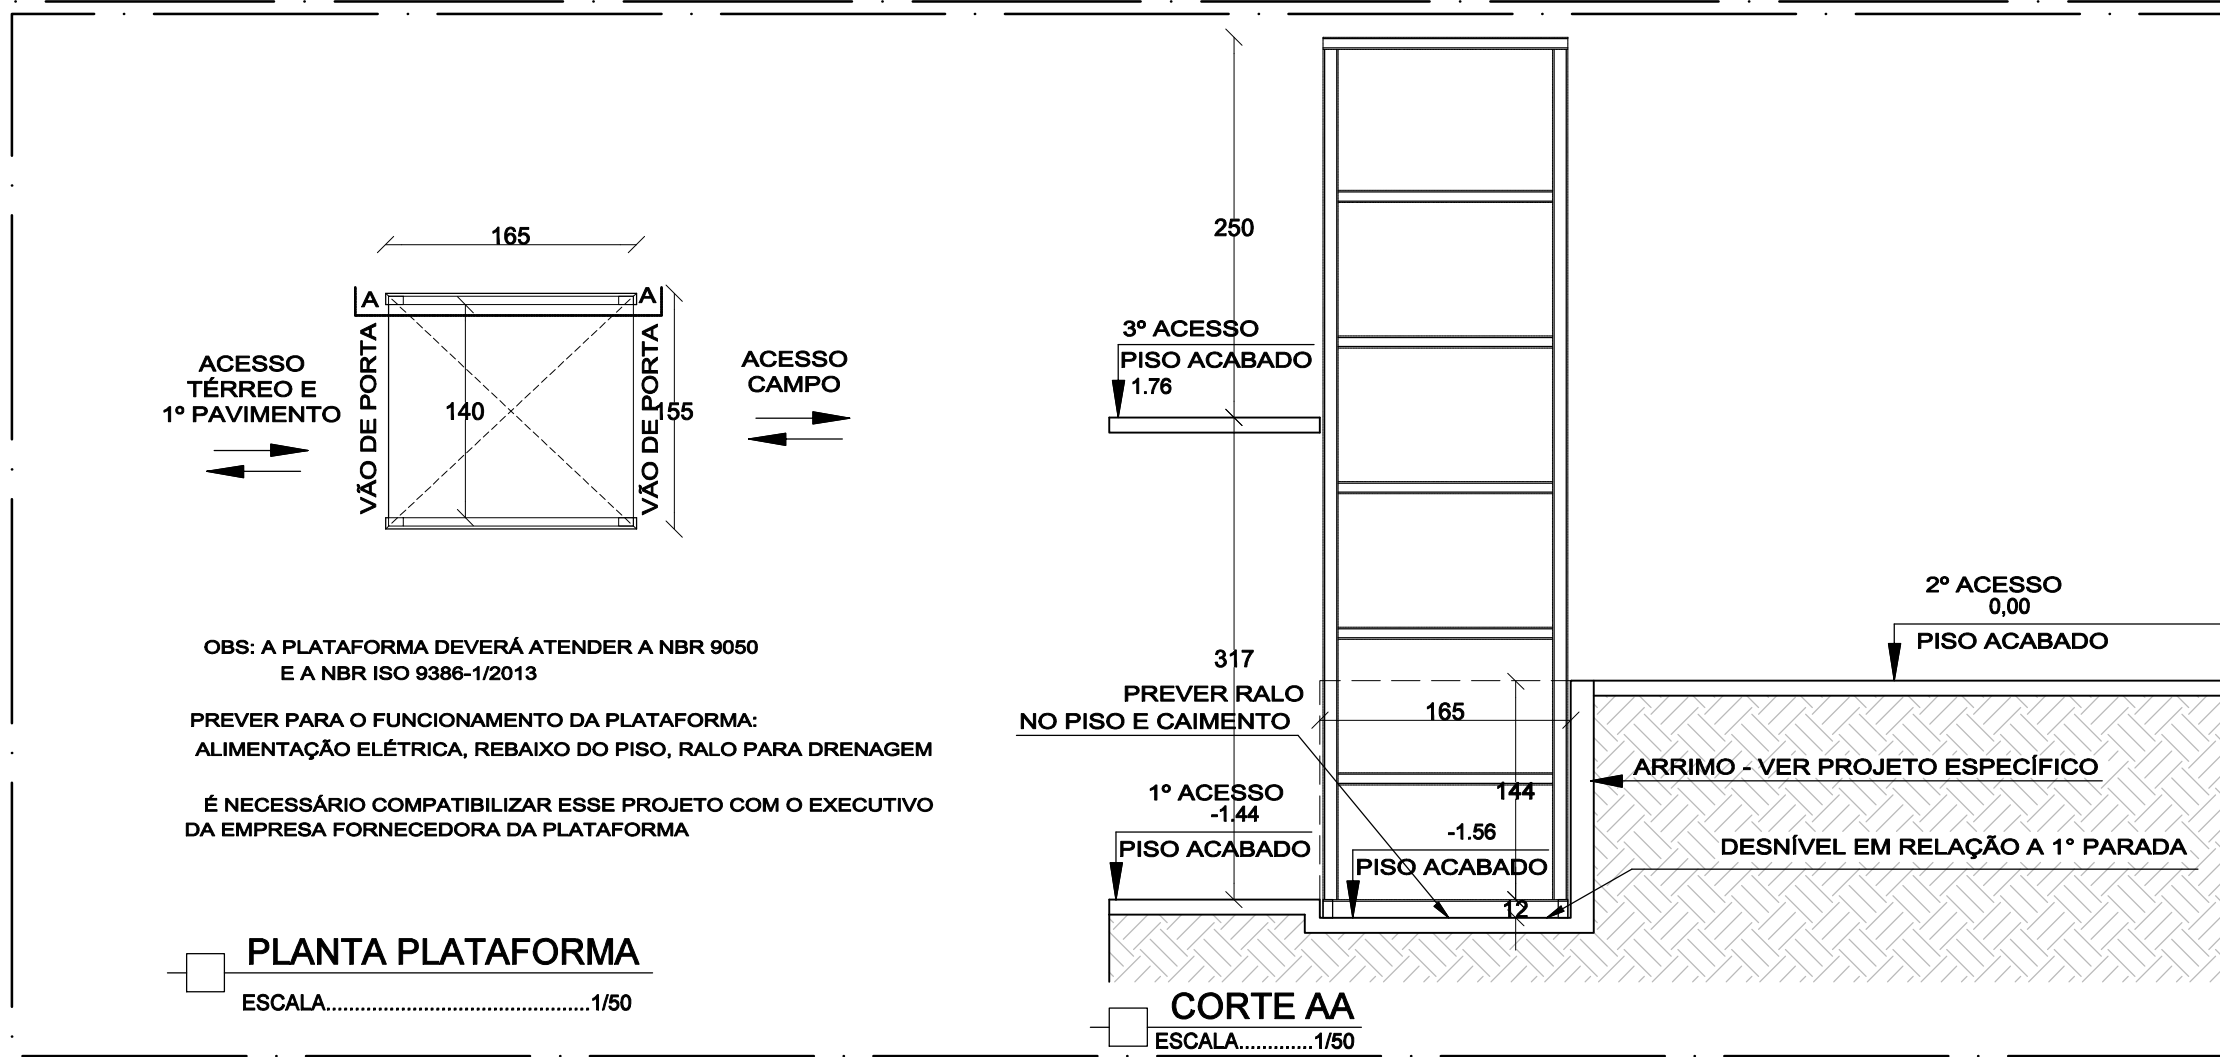 165
A
A
VÃO DE PORTA
VÃO DE PORTA
140
155
ACESSO
TÉRREO E
1º PAVIMENTO
ACESSO
CAMPO
OBS: A PLATAFORMA DEVERÁ ATENDER A NBR 9050
E A NBR ISO 9386-1/2013
PREVER PARA O FUNCIONAMENTO DA PLATAFORMA:
ALIMENTAÇÃO ELÉTRICA, REBAIXO DO PISO, RALO PARA DRENAGEM
É NECESSÁRIO COMPATIBILIZAR ESSE PROJETO COM O EXECUTIVO
DA EMPRESA FORNECEDORA DA PLATAFORMA
PLANTA PLATAFORMA
ESCALA............................................1/50
250
3º ACESSO
PISO ACABADO
1.76
317
PREVER RALO
NO PISO E CAIMENTO
165
1º ACESSO
-1.44
PISO ACABADO
144
-1.56
PISO ACABADO
12
2º ACESSO
0,00
PISO ACABADO
ARRIMO - VER PROJETO ESPECÍFICO
DESNÍVEL EM RELAÇÃO A 1° PARADA
CORTE AA
ESCALA.............1/50